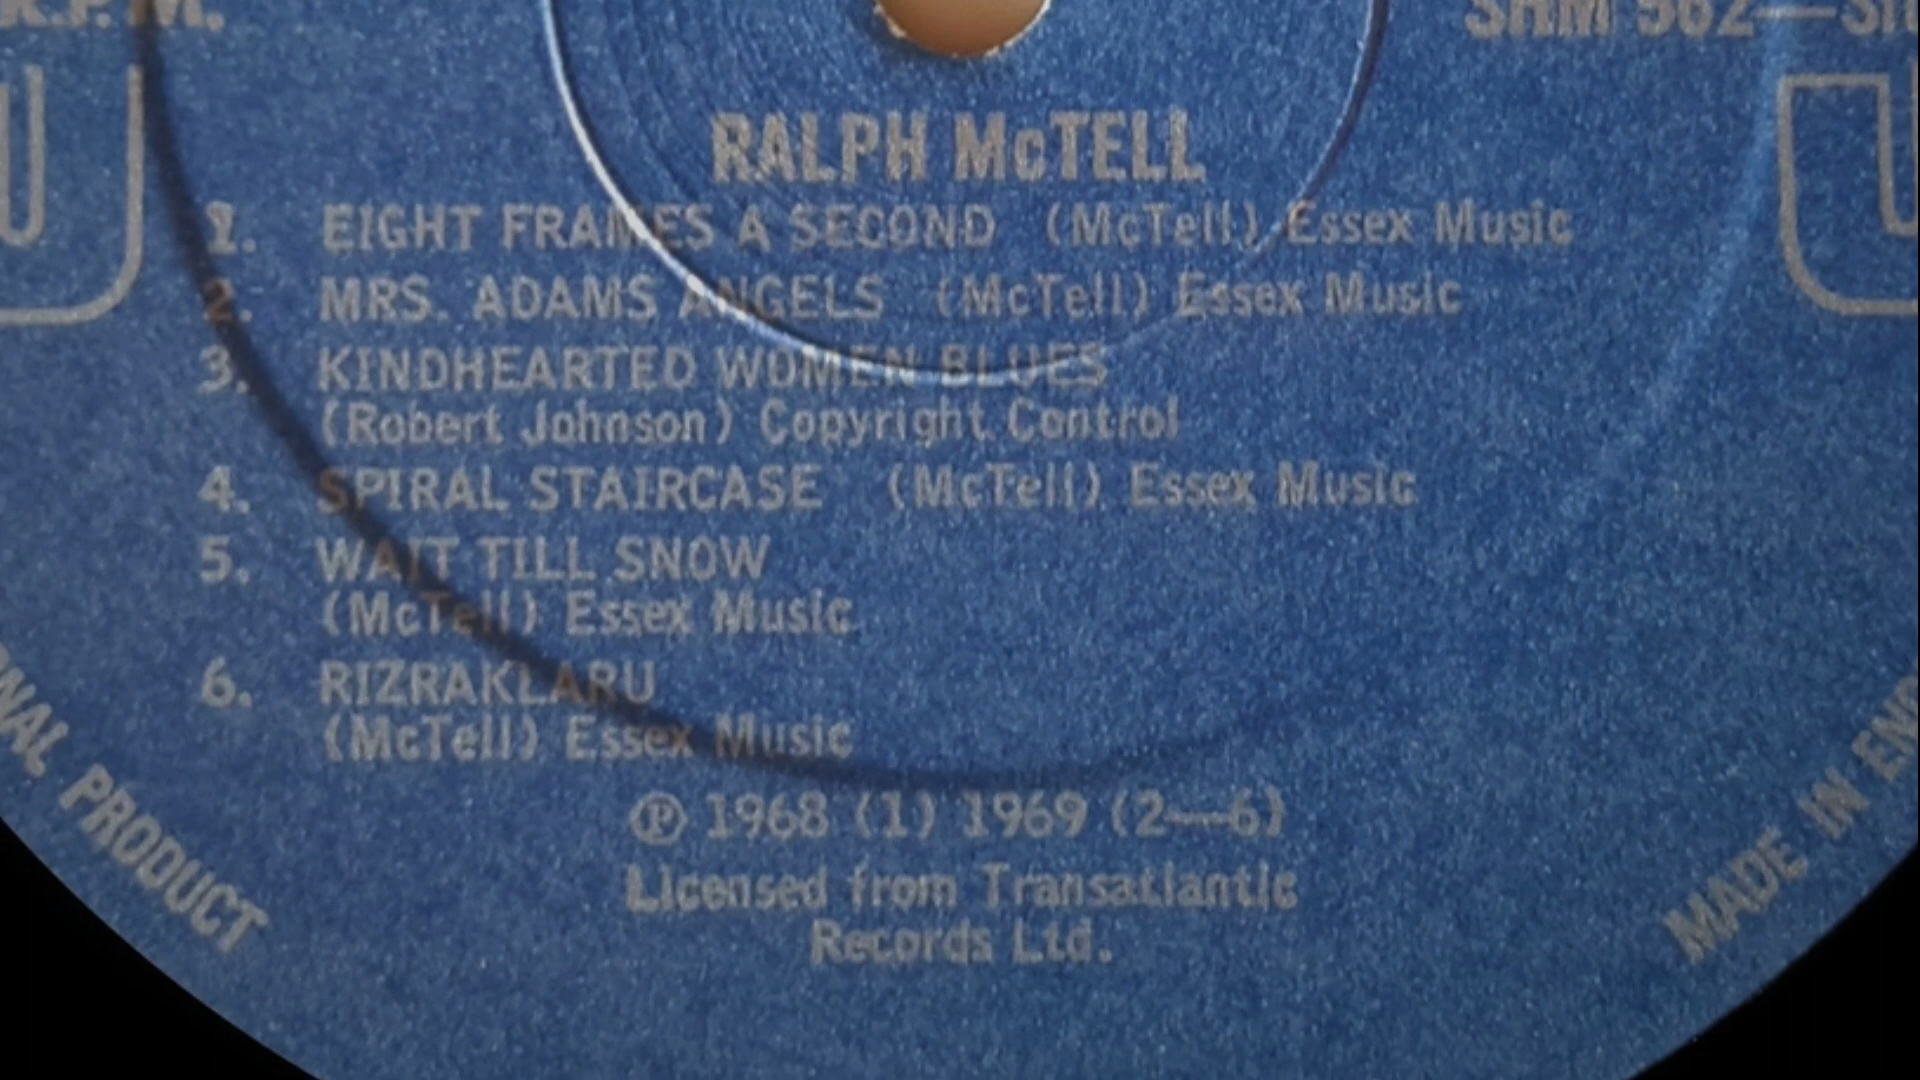 R.P.M.
SHM 562—Si
RALPH McTELL
1. EIGHT FRAMES A SECOND (McTell) Essex Music
2. MRS. ADAMS ANGELS (McTell) Essex Music
3. KINDHEARTED WOMEN BLUES
(Robert Johnson) Copyright Control
4. SPIRAL STAIRCASE (McTell) Essex Music
5. WAIT TILL SNOW
(McTell) Essex Music
6. RIZRAKLARU
(McTell) Essex Music
Ⓟ 1968 (1) 1969 (2—6)
Licensed from Transatlantic
Records Ltd.
NAL PRODUCT
MADE IN ENG